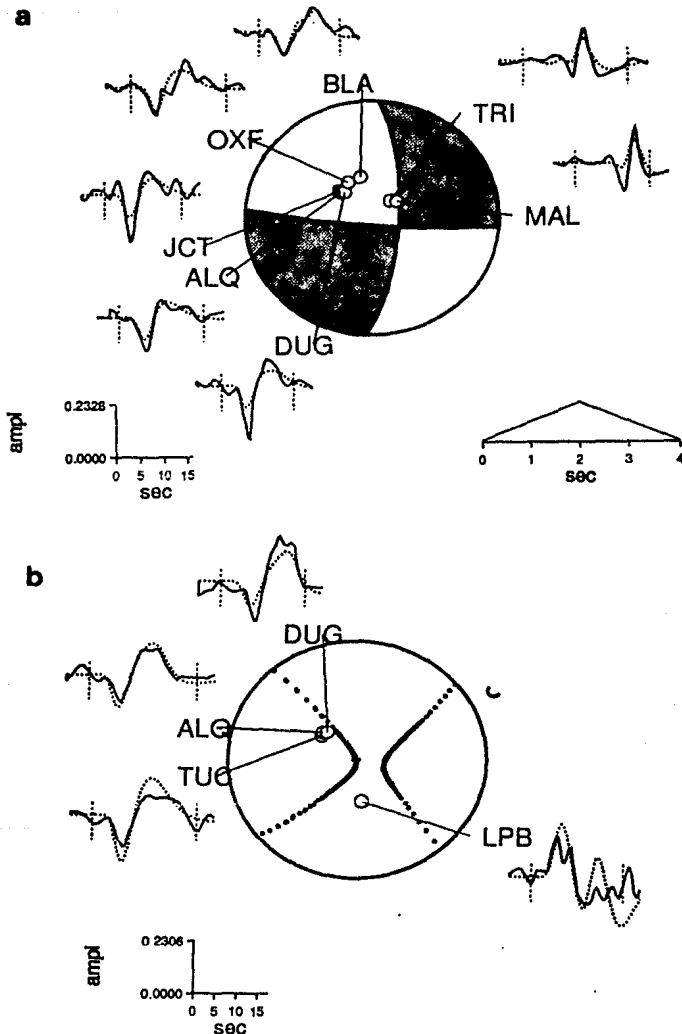 a
BLA
TRI
OXF
MAL
JCT
ALQ
DUG
0.2328
ampl
0.0000
0 5 10 15
sec
0 1 2 3 4
sec
b
DUG
ALQ
TUC
LPB
0.2306
ampl
0.0000
0 5 10 15
sec